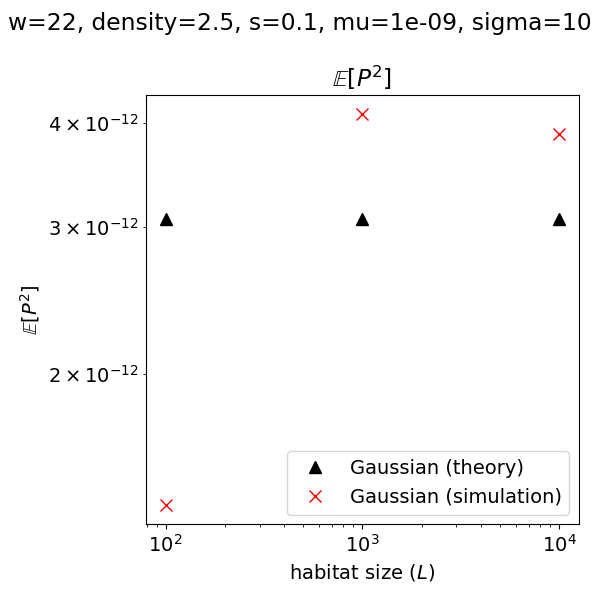 w=22, density=2.5, s=0.1, mu=1e-09, sigma=10
𝔼[P²]
𝔼[P²]
4 × 10⁻¹²
3 × 10⁻¹²
2 × 10⁻¹²
Gaussian (theory)
Gaussian (simulation)
10² 10³ 10⁴
habitat size (L)